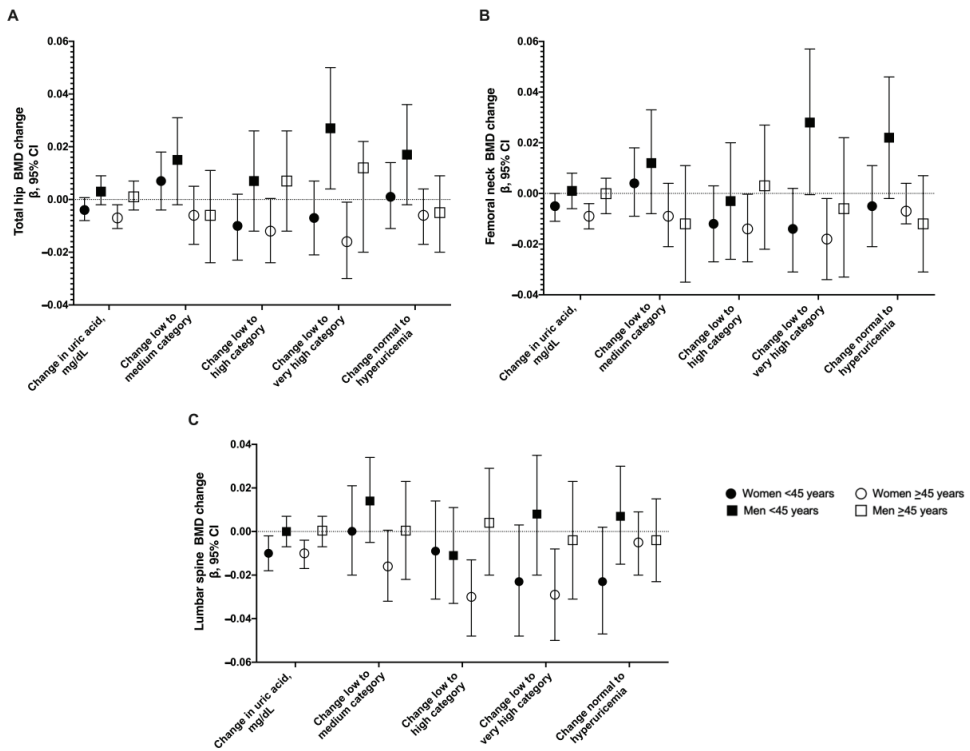 A
Total hip BMD change
β, 95% CI
0.06
0.04
0.02
0.00
−0.02
−0.04
Change in uric acid,
mg/dL
Change low to
medium category
Change low to
high category
Change low to
very high category
Change normal to
hyperuricemia
B
Femoral neck BMD change
β, 95% CI
0.06
0.04
0.02
0.00
−0.02
−0.04
Change in uric acid,
mg/dL
Change low to
medium category
Change low to
high category
Change low to
very high category
Change normal to
hyperuricemia
C
Lumbar spine BMD change
β, 95% CI
0.04
0.02
0.00
−0.02
−0.04
−0.06
Change in uric acid,
mg/dL
Change low to
medium category
Change low to
high category
Change low to
very high category
Change normal to
hyperuricemia
Women <45 years
Women ≥45 years
Men <45 years
Men ≥45 years